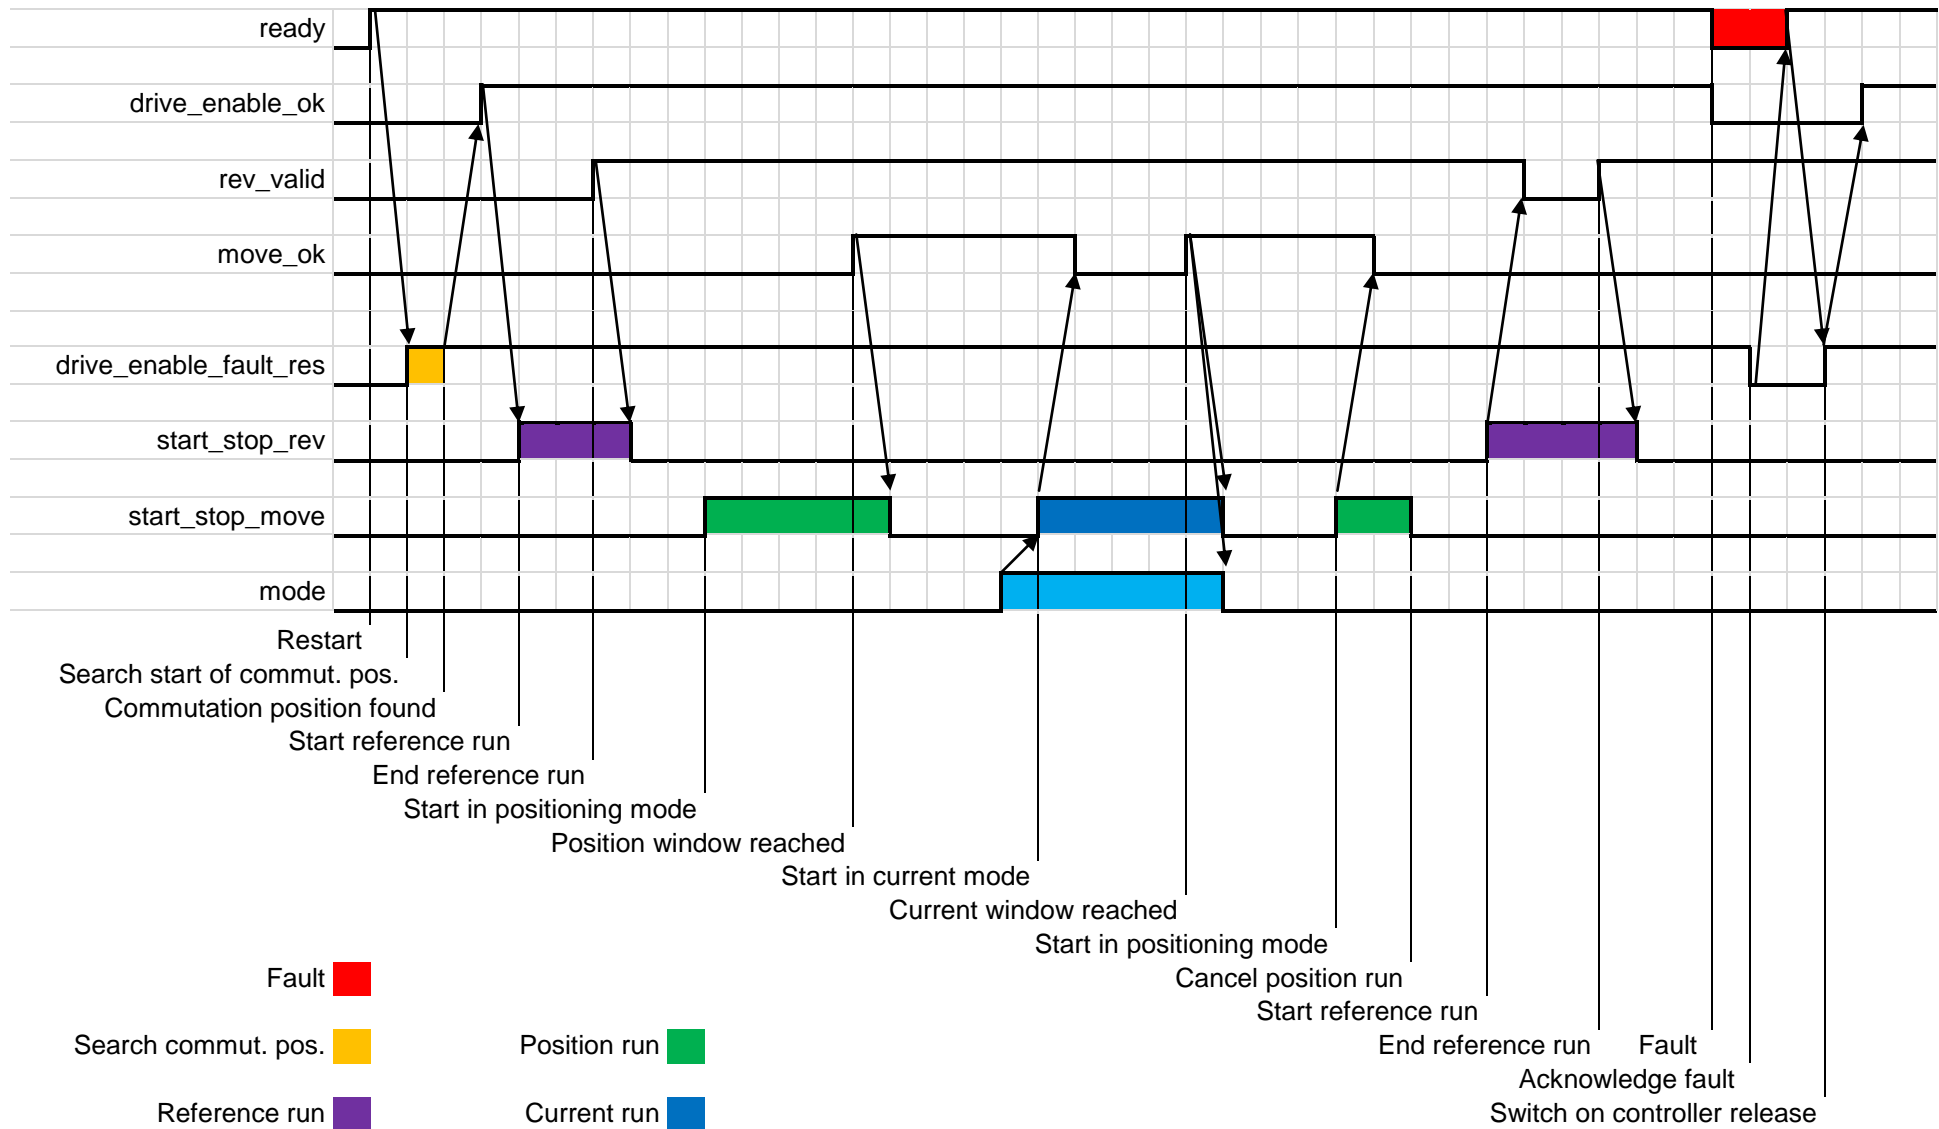 ready
drive_enable_ok
rev_valid
move_ok
drive_enable_fault_res
start_stop_rev
start_stop_move
mode
Restart
Search start of commut. pos.
Commutation position found
Start reference run
End reference run
Start in positioning mode
Position window reached
Start in current mode
Current window reached
Start in positioning mode
Cancel position run
Start reference run
End reference run
Fault
Acknowledge fault
Switch on controller release
Fault
Search commut. pos.
Position run
Reference run
Current run